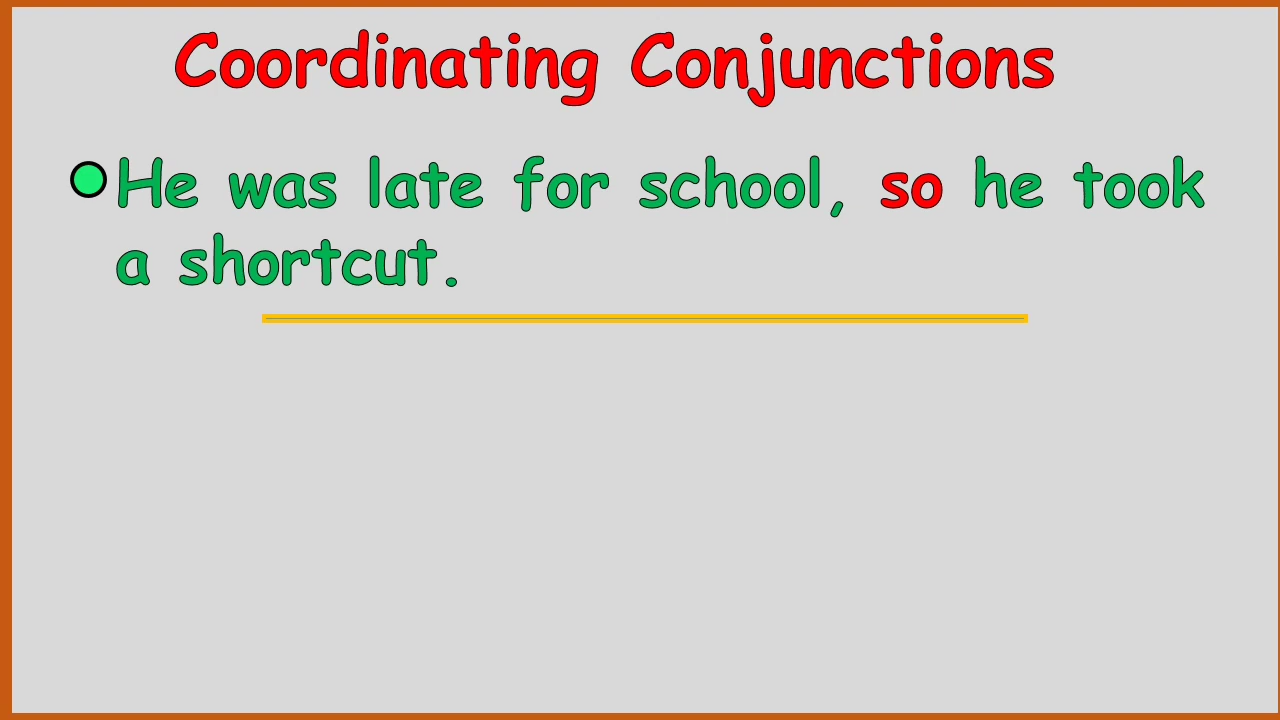 Coordinating Conjunctions
He was late for school, so he took
a shortcut.